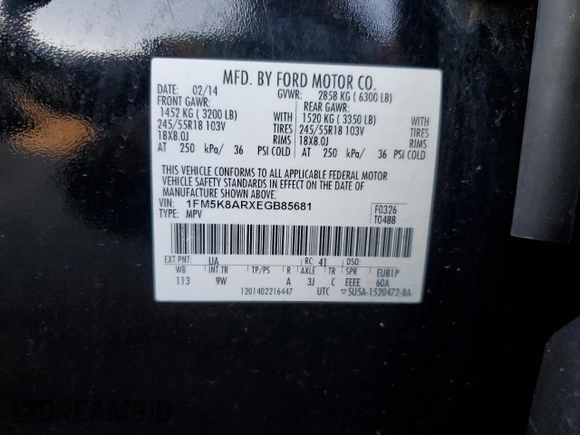 MFD. BY FORD MOTOR CO.
DATE: 02/14 GVWR: 2858 KG ( 6300 LB)
FRONT GAWR: REAR GAWR:
1452 KG ( 3200 LB) WITH 1520 KG ( 3350 LB) WITH
245/55R18 103V TIRES 245/55R18 103V TIRES
18X8.0J RIMS 18X8.0J RIMS
AT 250 kPa/ 36 PSI COLD AT 250 kPa/ 36 PSI COLD
THIS VEHICLE CONFORMS TO ALL APPLICABLE FEDERAL MOTOR
VEHICLE SAFETY AND THEFT PREVENTION STANDARDS IN EFFECT ON THE DATE OF
MANUFACTURE SHOWN ABOVE.
VIN: 1FM5K8ARXEGB85681 F0326
TYPE: MPV T0488
EXT PNT: UA RC: 41 DSO:
WB INT TR TP/PS R AXLE TR SPR EUB1P
113 9W A 3J C EEEE 60A
1201402216447 UTC ▽5U5A-1520472-BA
DREAMBID